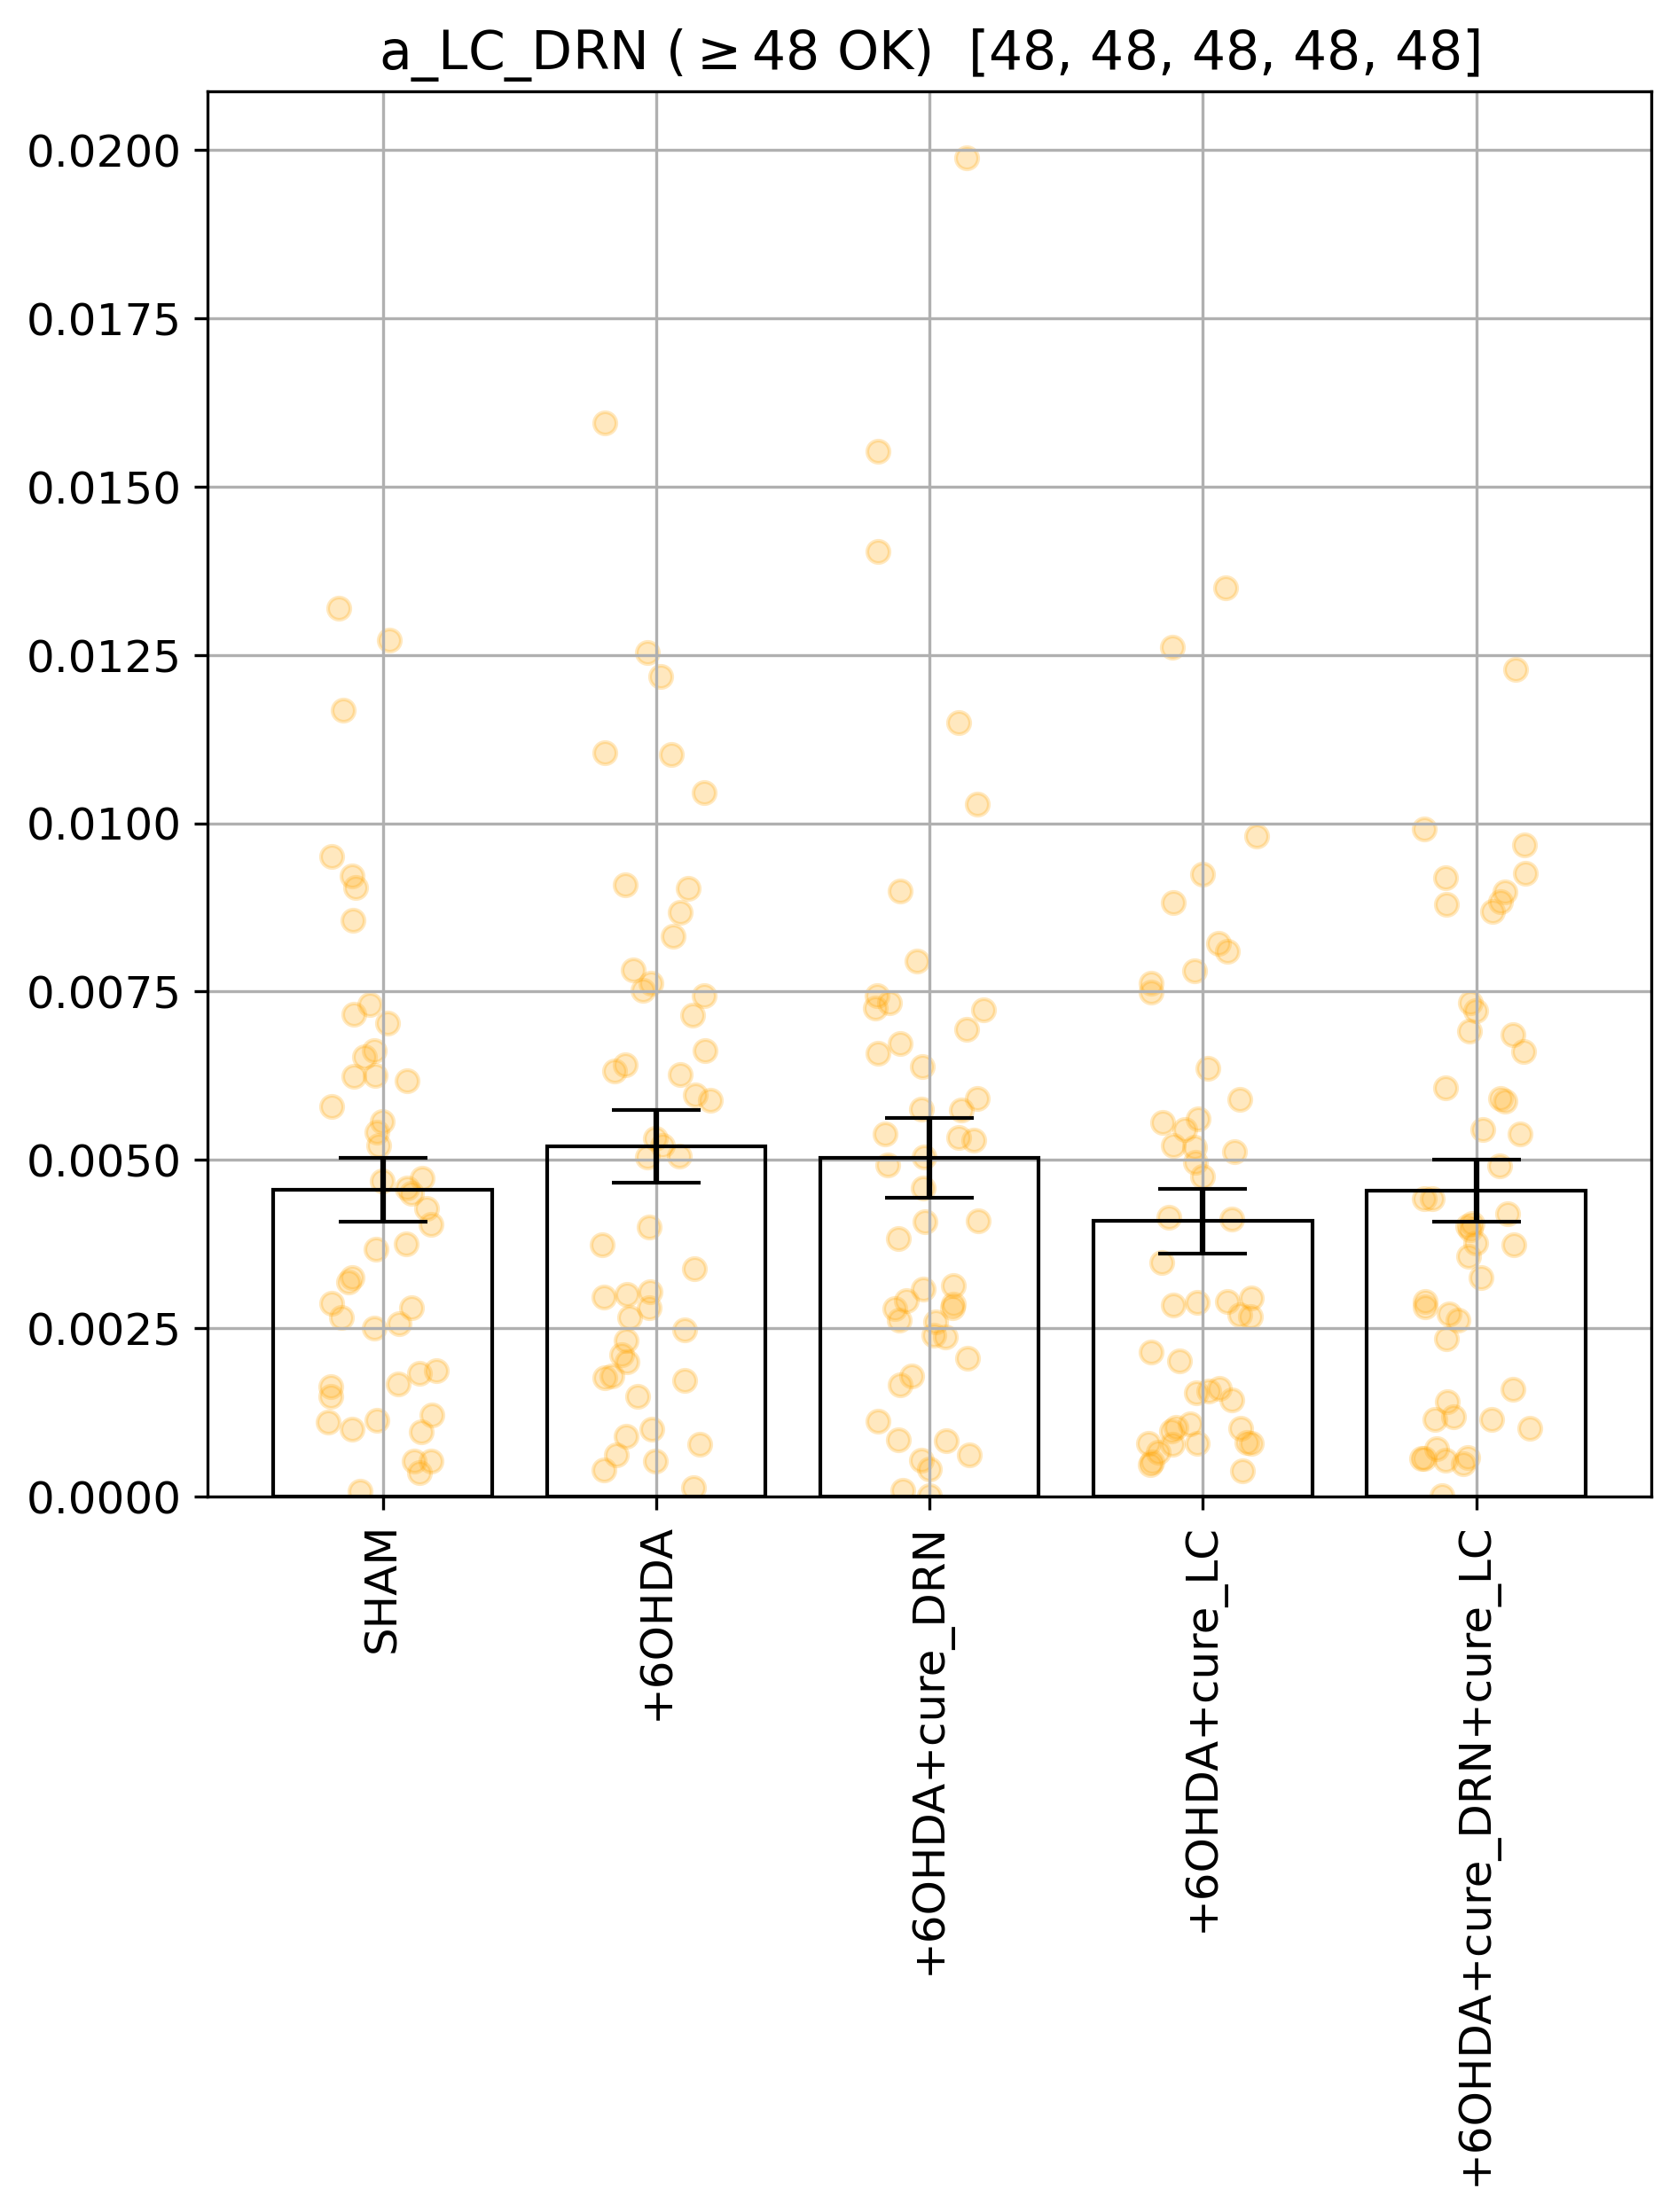 a_LC_DRN (≥48 OK) [48, 48, 48, 48, 48]
0.0200
0.0175
0.0150
0.0125
0.0100
0.0075
0.0050
0.0025
0.0000
SHAM
+6OHDA
+6OHDA+cure_DRN
+6OHDA+cure_LC
+6OHDA+cure_DRN+cure_LC